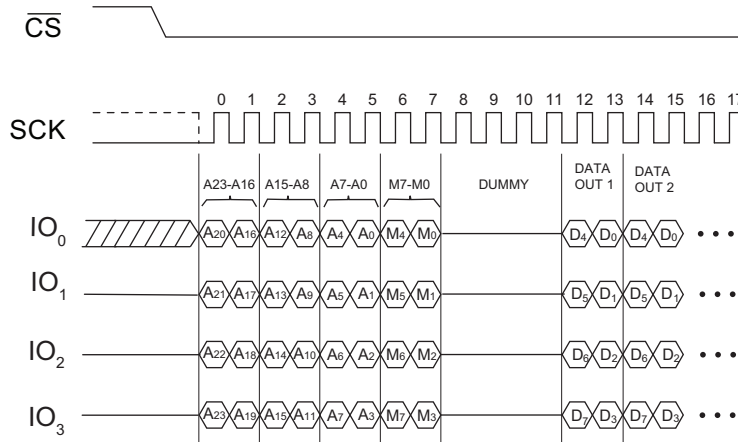 CS
0 1 2 3 4 5 6 7 8 9 10 11 12 13 14 15 16 17
SCK
A23-A16 A15-A8 A7-A0 M7-M0 DUMMY DATA OUT 1 DATA OUT 2
IO0 A20 A16 A12 A8 A4 A0 M4 M0 D4 D0 D4 D0 • • •
IO1 A21 A17 A13 A9 A5 A1 M5 M1 D5 D1 D5 D1 • • •
IO2 A22 A18 A14 A10 A6 A2 M6 M2 D6 D2 D6 D2 • • •
IO3 A23 A19 A15 A11 A7 A3 M7 M3 D7 D3 D7 D3 • • •